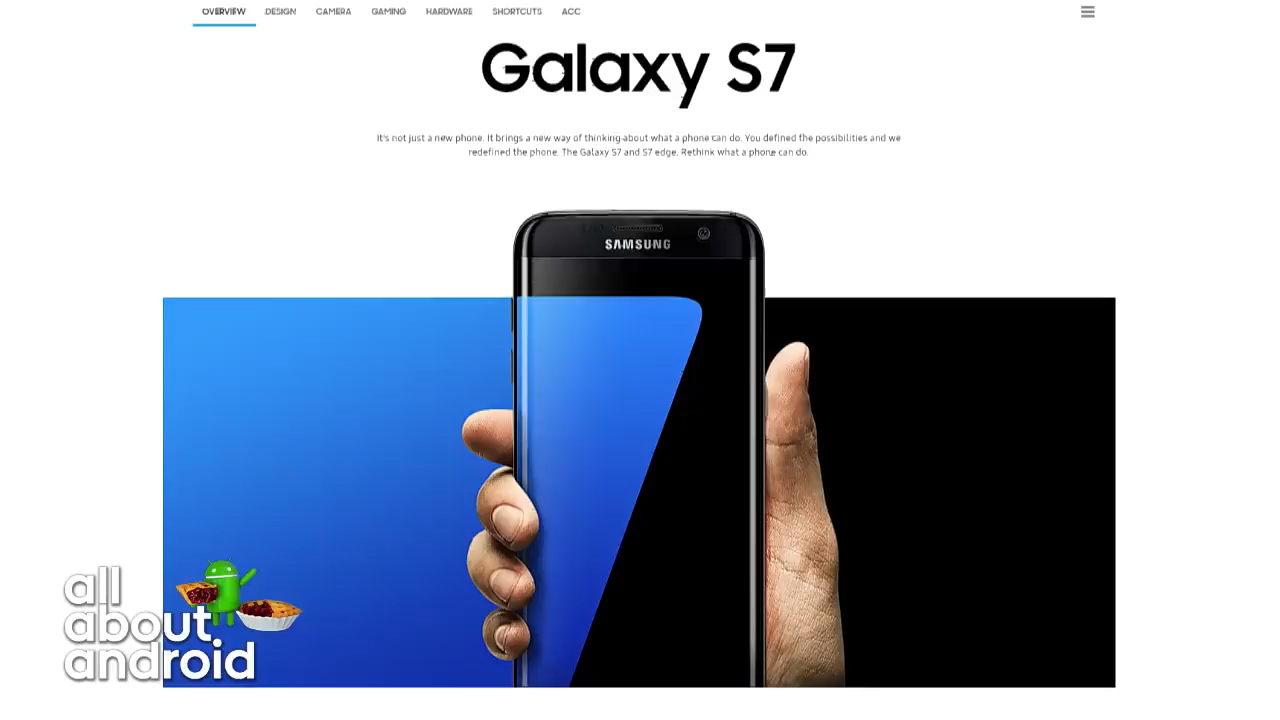 OVERVIEW DESIGN CAMERA GAMING HARDWARE SHORTCUTS ACC
Galaxy S7
It's not just a new phone. It brings a new way of thinking about what a phone can do. You defined the possibilities and we
redefined the phone. The Galaxy S7 and S7 edge. Rethink what a phone can do.
SAMSUNG
all
about
android